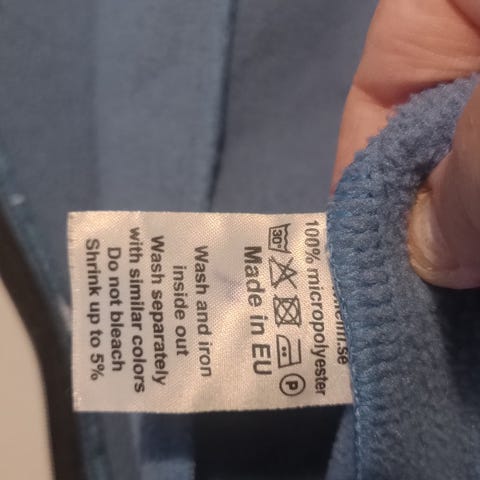 100% micropolyester
30°
P
Made in EU
Wash and iron
inside out
Wash separately
with similar colors
Do not bleach
Shrink up to 5%